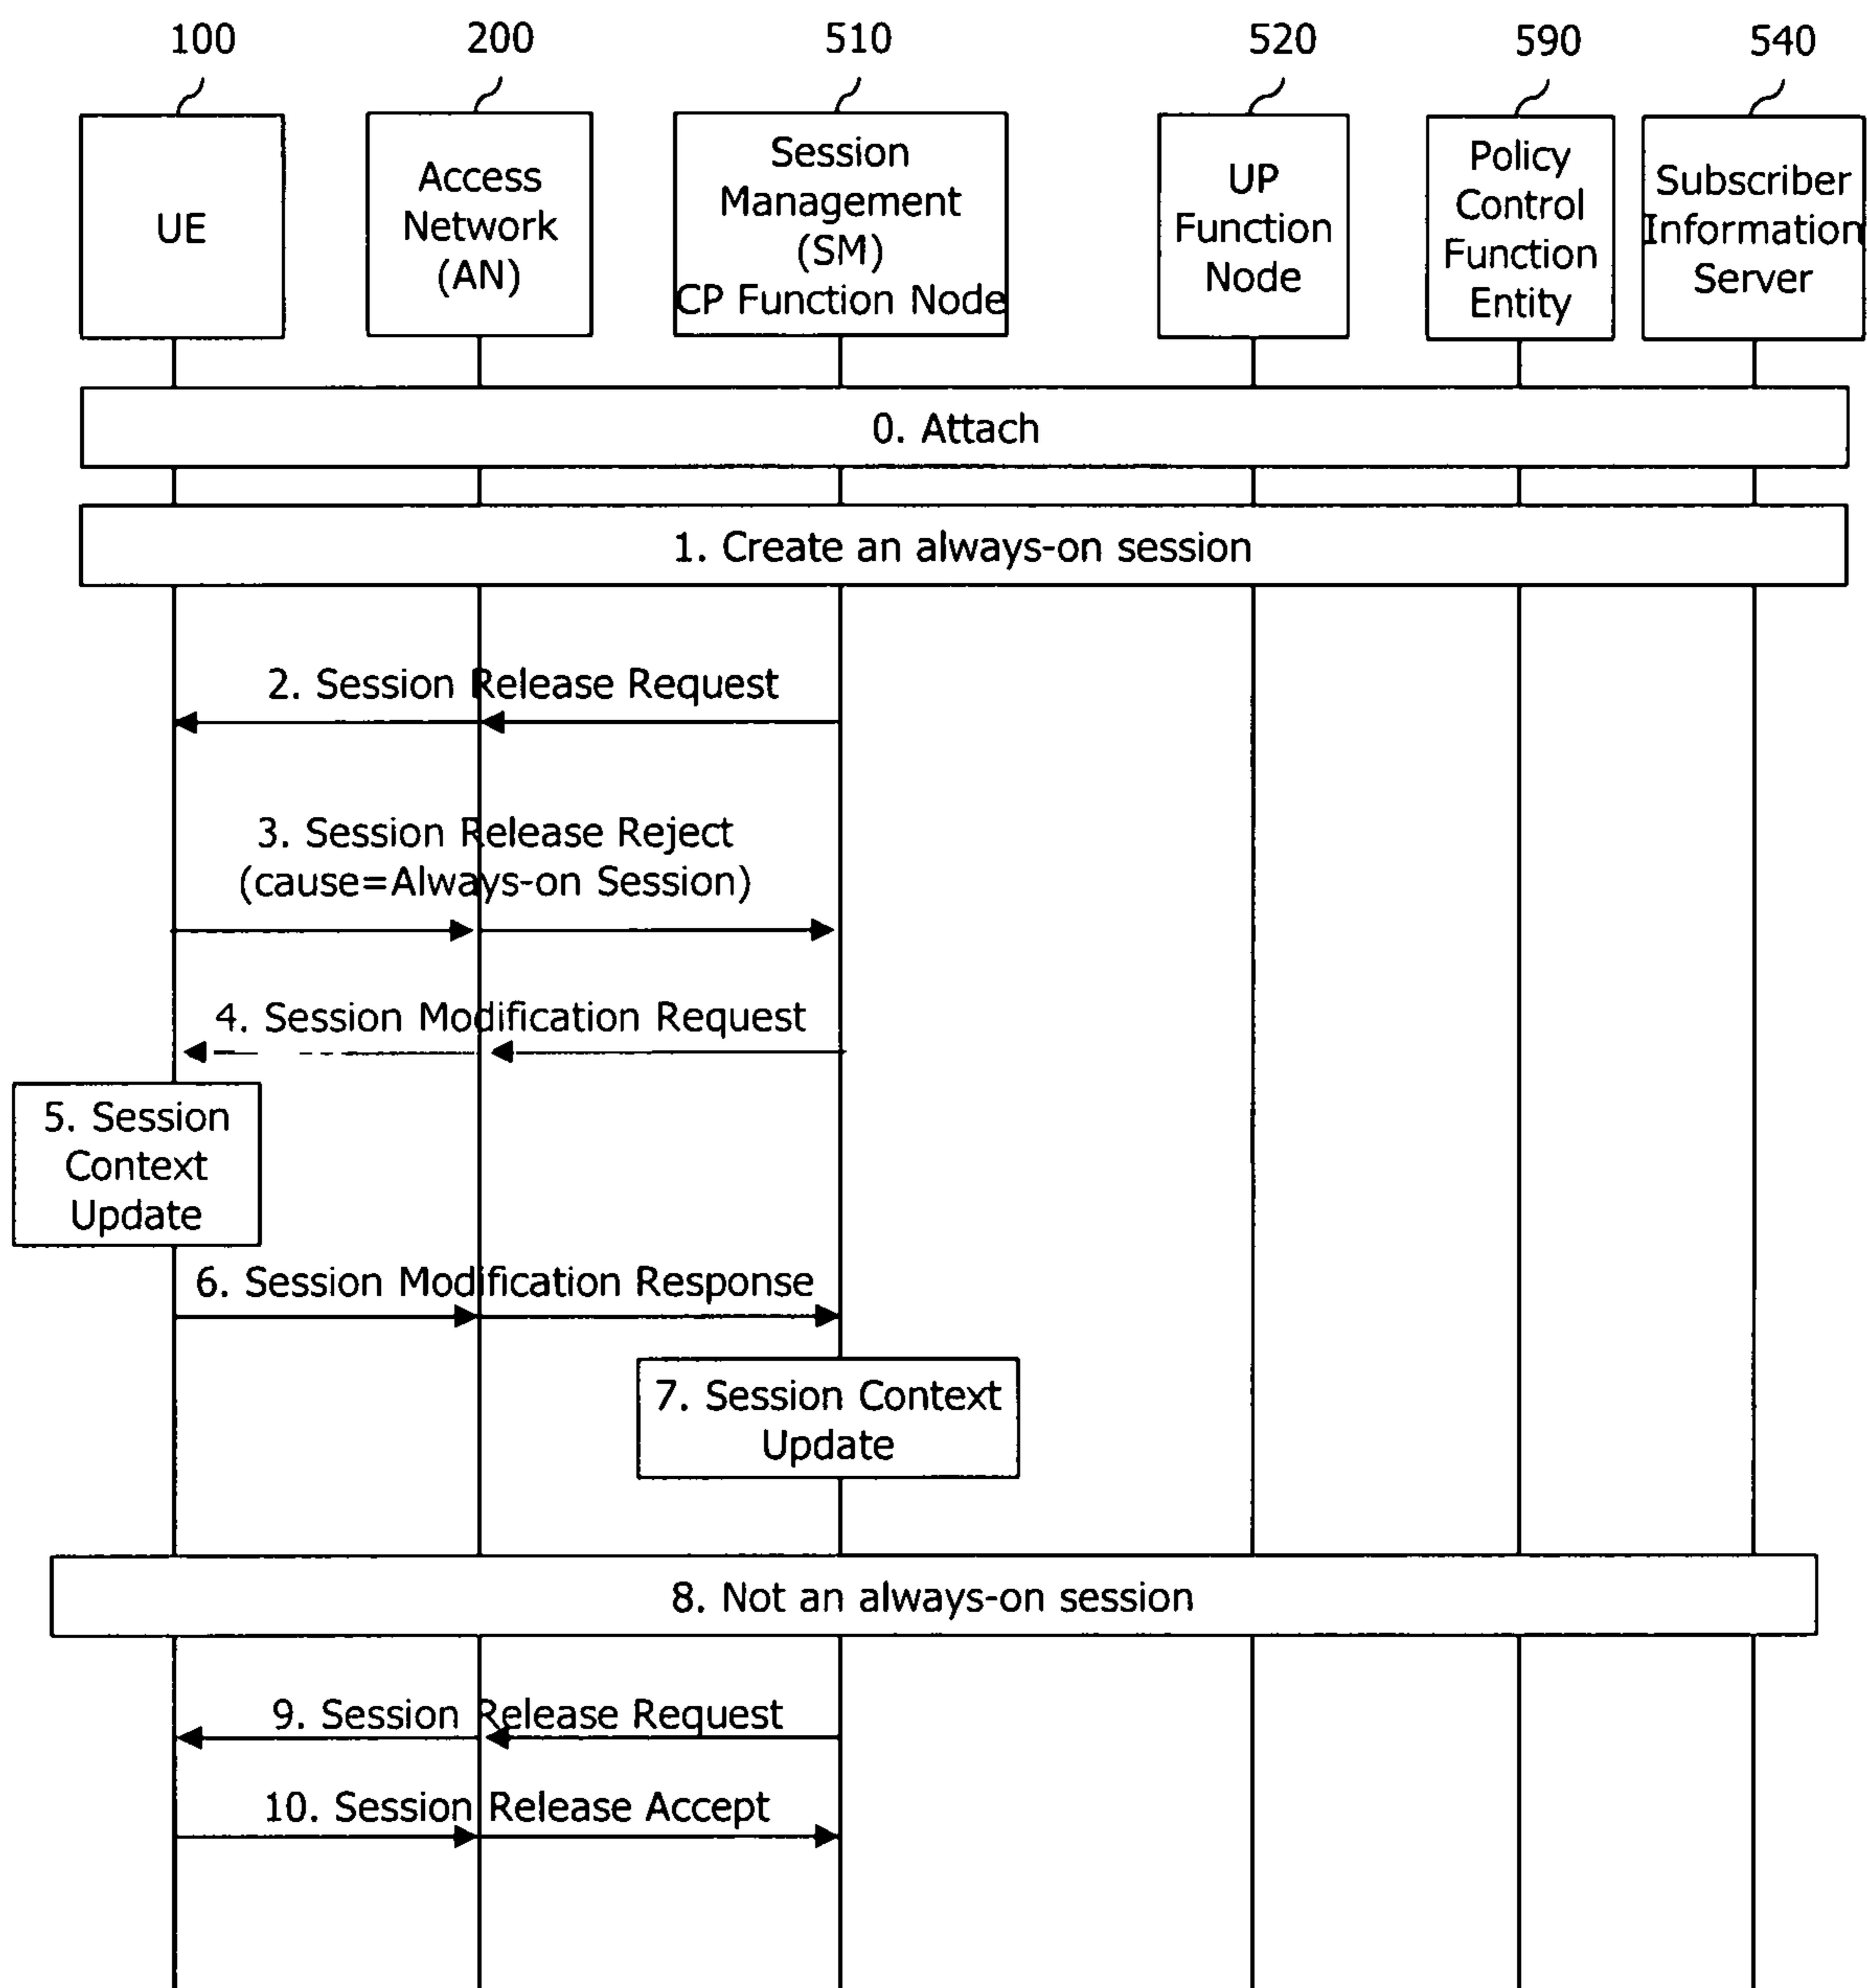 100
200
510
520
590
540
UE
Access
Network
(AN)
Session
Management
(SM)
CP Function Node
UP
Function
Node
Policy
Control
Function
Entity
Subscriber
Information
Server
0. Attach
1. Create an always-on session
2. Session Release Request
3. Session Release Reject
(cause=Always-on Session)
4. Session Modification Request
5. Session
Context
Update
6. Session Modification Response
7. Session Context
Update
8. Not an always-on session
9. Session Release Request
10. Session Release Accept